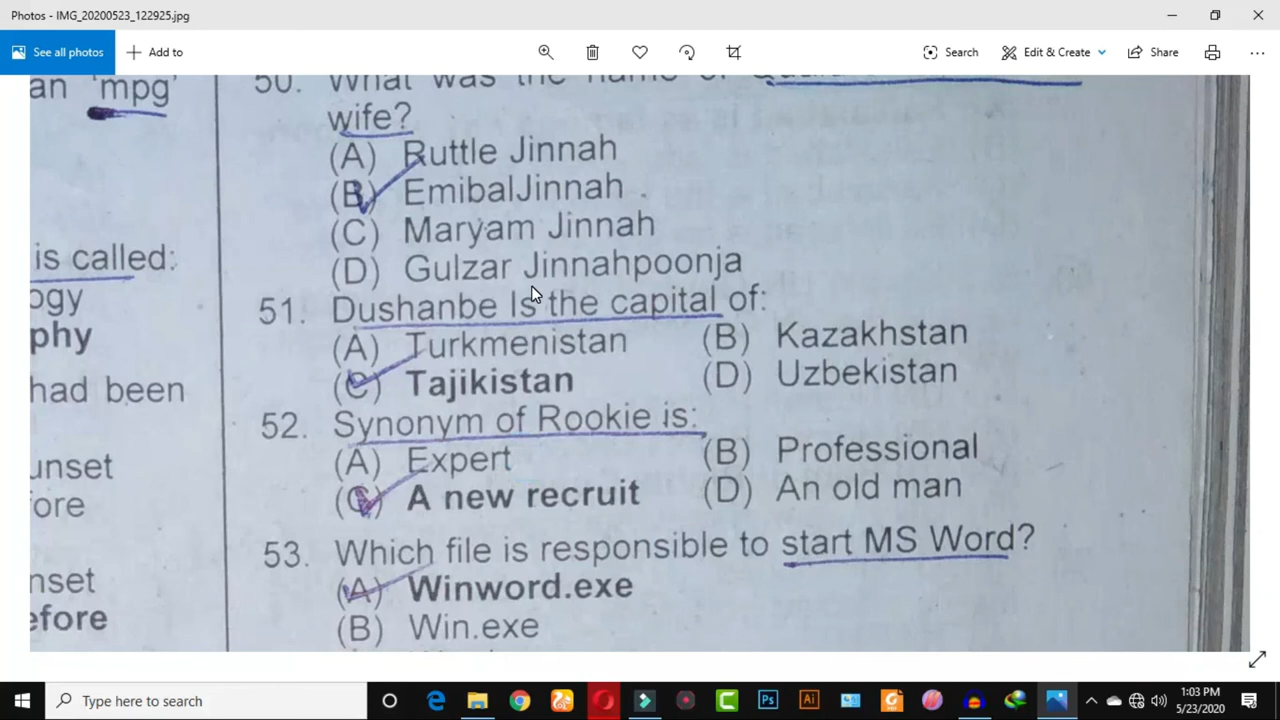 Photos - IMG_20200523_122925.jpg
See all photos
Add to
Search
Edit & Create
Share
an 'mpg'
is called:
ogy
phy
had been
unset
fore
nset
efore
50. What was the name of
wife?
(A) Ruttle Jinnah
(B) EmibalJinnah
(C) Maryam Jinnah
(D) Gulzar Jinnahpoonja
51. Dushanbe Is the capital of:
(A) Turkmenistan (B) Kazakhstan
(C) Tajikistan (D) Uzbekistan
52. Synonym of Rookie is:
(A) Expert (B) Professional
(C) A new recruit (D) An old man
53. Which file is responsible to start MS Word?
(A) Winword.exe
(B) Win.exe
Type here to search
1:03 PM
5/23/2020